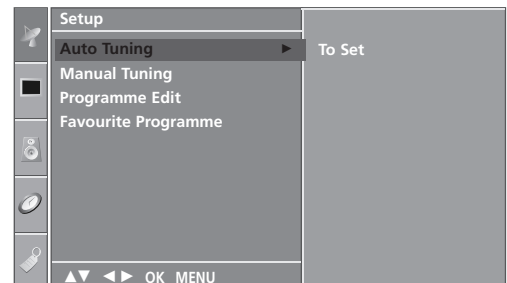 Setup
Auto Tuning ► To Set
Manual Tuning
Programme Edit
Favourite Programme
▲▼ ◄► OK MENU